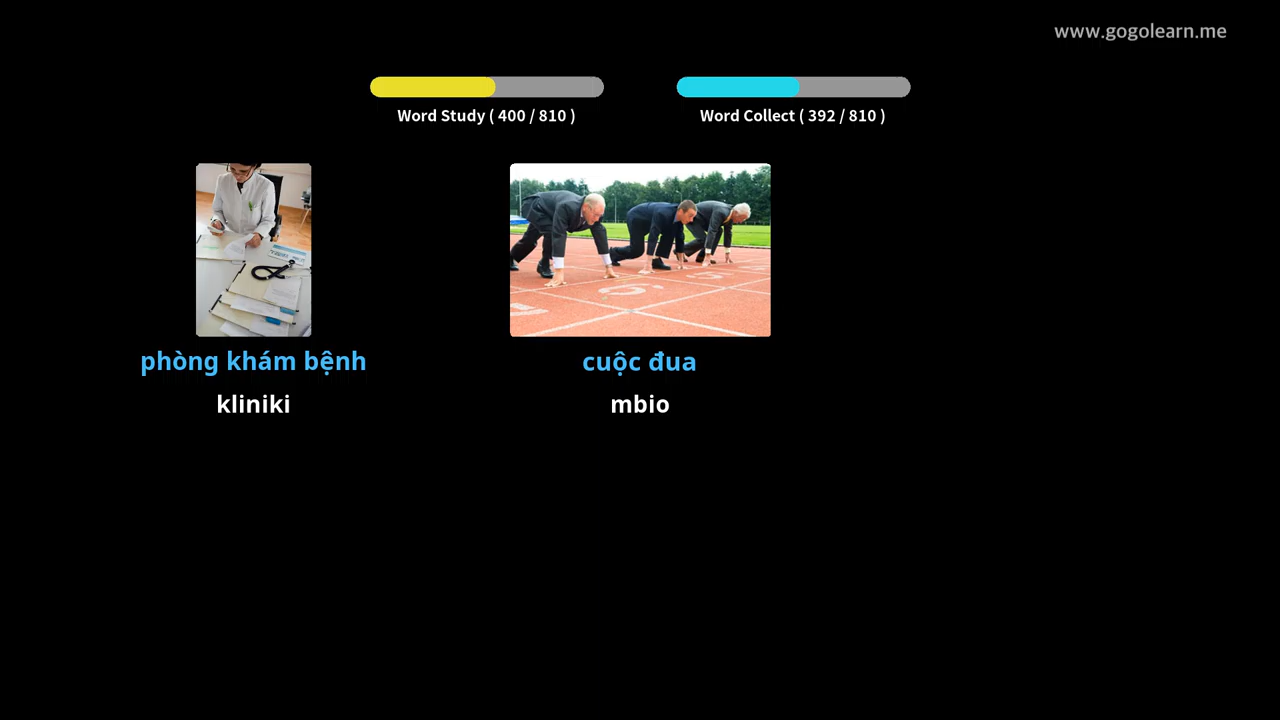 www.gogolearn.me
Word Study ( 400 / 810 )
Word Collect ( 392 / 810 )
phòng khám bệnh
kliniki
cuộc đua
mbio